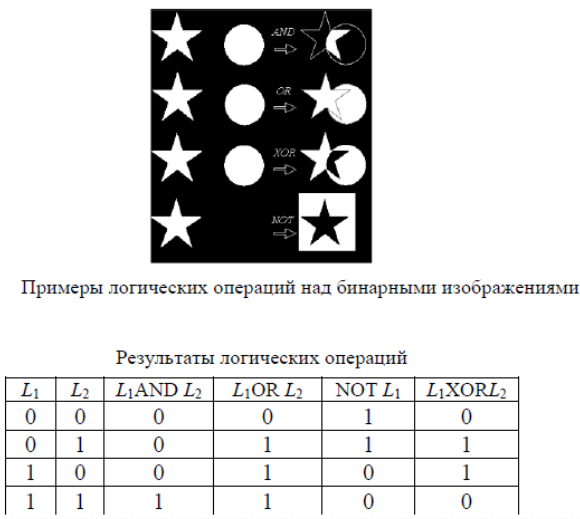 AND
OR
XOR
NOT
Примеры логических операций над бинарными изображениями
Результаты логических операций
L₁ L₂ L₁AND L₂ L₁OR L₂ NOT L₁ L₁XORL₂
0 0 0 0 1 0
0 1 0 1 1 1
1 0 0 1 0 1
1 1 1 1 0 0